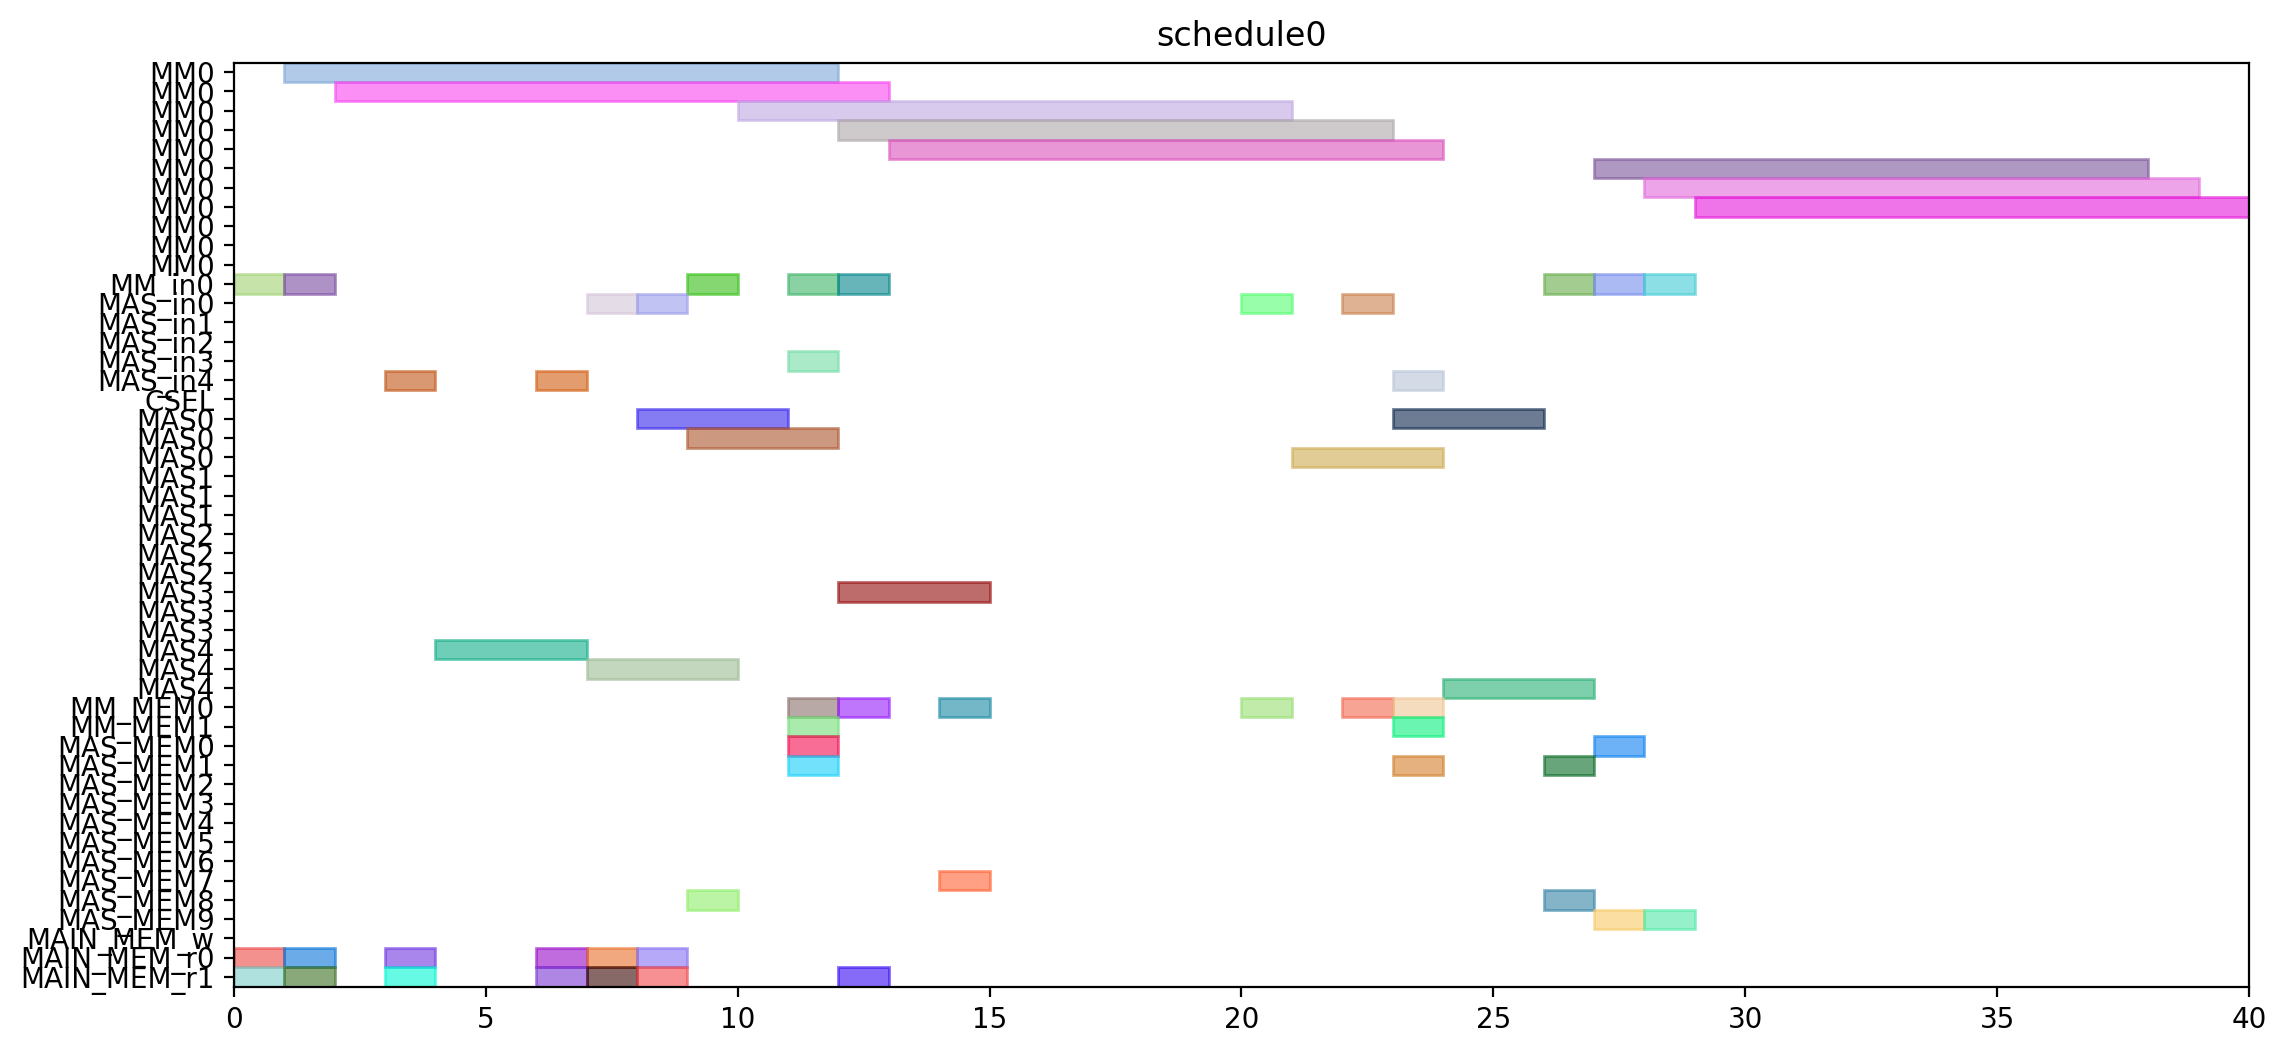 schedule0
MM0
MM0
MM0
MM0
MM0
MM0
MM0
MM0
MM0
MM0
MM0
MM_in0
MAS_in0
MAS_in1
MAS_in2
MAS_in3
MAS_in4
CSEL
MAS0
MAS0
MAS0
MAS1
MAS1
MAS1
MAS2
MAS2
MAS2
MAS3
MAS3
MAS3
MAS4
MAS4
MAS4
MM_MEM0
MM_MEM1
MAS_MEM0
MAS_MEM1
MAS_MEM2
MAS_MEM3
MAS_MEM4
MAS_MEM5
MAS_MEM6
MAS_MEM7
MAS_MEM8
MAS_MEM9
MAIN_MEM_w
MAIN_MEM_r0
MAIN_MEM_r1
0 5 10 15 20 25 30 35 40